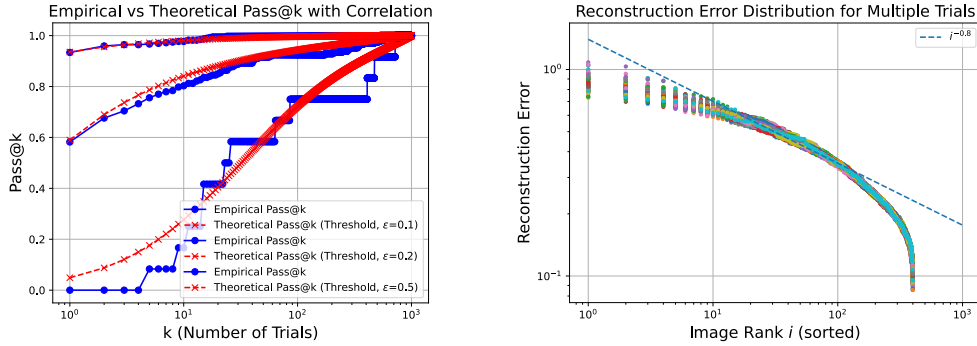 Empirical vs Theoretical Pass@k with Correlation
1.0
0.8
0.6
0.4
0.2
0.0
Pass@k
Empirical Pass@k
Theoretical Pass@k (Threshold, ε=0.1)
Empirical Pass@k
Theoretical Pass@k (Threshold, ε=0.2)
Empirical Pass@k
Theoretical Pass@k (Threshold, ε=0.5)
10⁰ 10¹ 10² 10³
k (Number of Trials)
Reconstruction Error Distribution for Multiple Trials
i⁻⁰·⁸
10⁰
10⁻¹
Reconstruction Error
10⁰ 10¹ 10² 10³
Image Rank i (sorted)